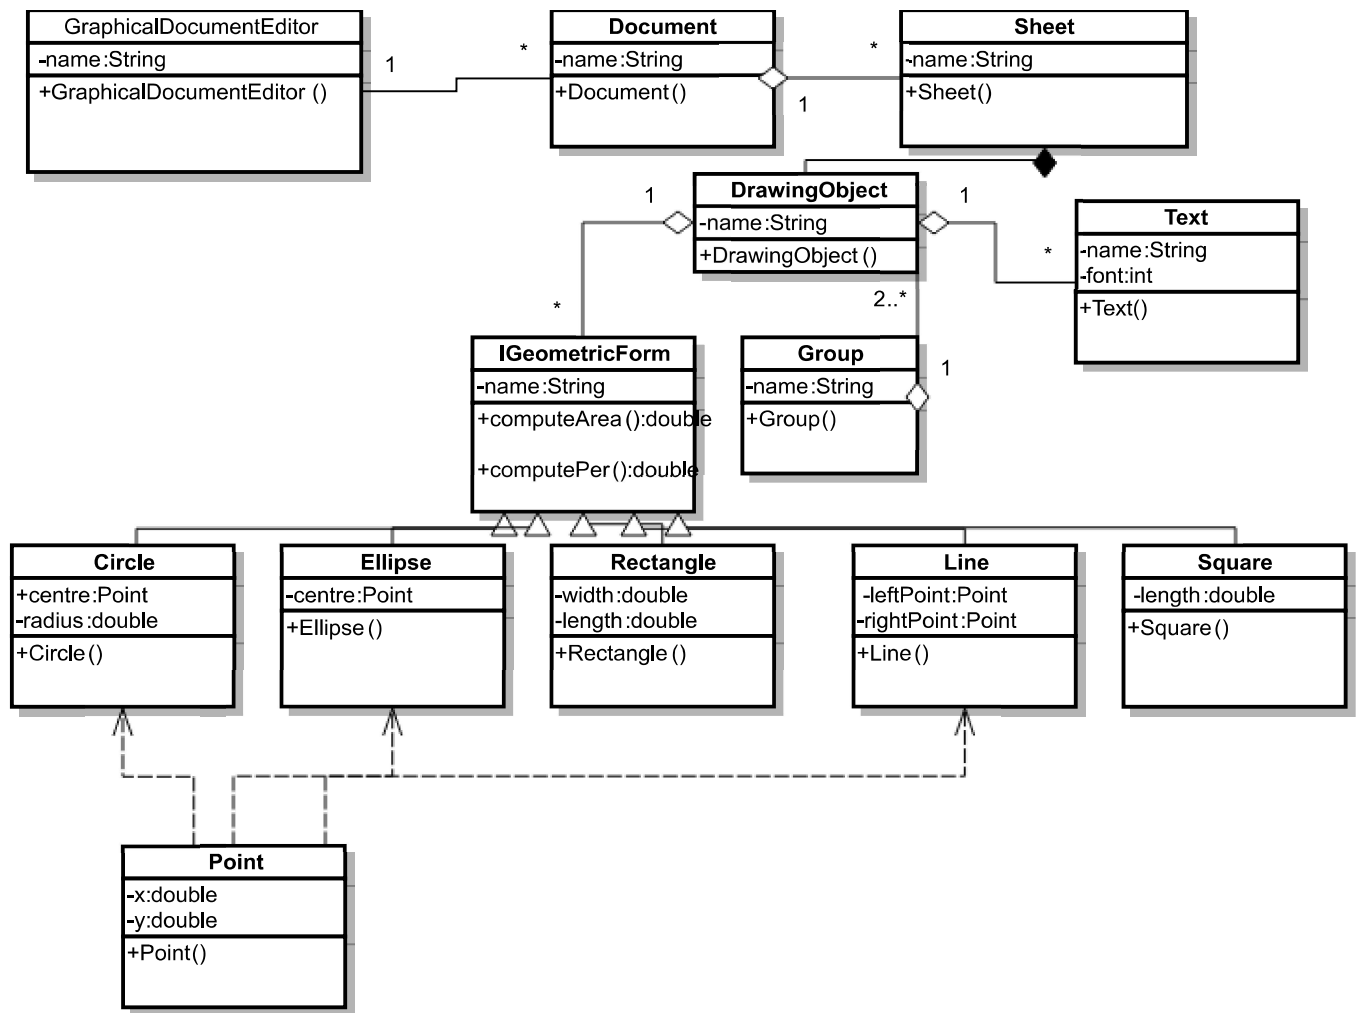 GraphicalDocumentEditor
-name:String
+GraphicalDocumentEditor ()
1
*
Document
-name:String
+Document()
1
*
Sheet
-name:String
+Sheet()
DrawingObject
-name:String
+DrawingObject ()
1
*
1
*
2..*
1
Text
-name:String
-font:int
+Text()
IGeometricForm
-name:String
+computeArea ():double
+computePer():double
Group
-name:String
+Group()
Circle
+centre:Point
-radius:double
+Circle()
Ellipse
-centre:Point
+Ellipse()
Rectangle
-width:double
-length:double
+Rectangle ()
Line
-leftPoint:Point
-rightPoint:Point
+Line()
Square
-length:double
+Square()
Point
-x:double
-y:double
+Point()